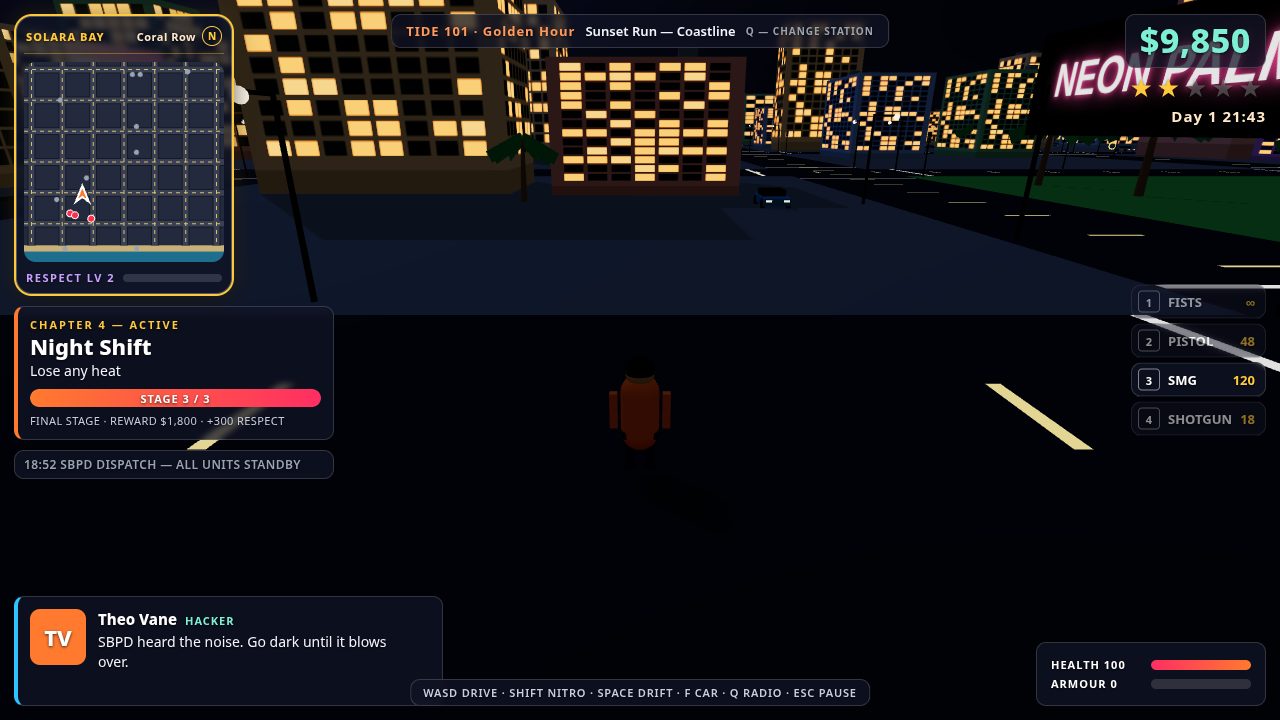 SOLARA BAY
Coral Row
N
RESPECT LV 2
TIDE 101 · Golden Hour Sunset Run — Coastline Q — CHANGE STATION
$9,850
NEON PALM
★★★★★
Day 1 21:43
CHAPTER 4 — ACTIVE
Night Shift
Lose any heat
STAGE 3 / 3
FINAL STAGE · REWARD $1,800 · +300 RESPECT
18:52 SBPD DISPATCH — ALL UNITS STANDBY
1 FISTS ∞
2 PISTOL 48
3 SMG 120
4 SHOTGUN 18
TV
Theo Vane HACKER
SBPD heard the noise. Go dark until it blows
over.
WASD DRIVE · SHIFT NITRO · SPACE DRIFT · F CAR · Q RADIO · ESC PAUSE
HEALTH 100
ARMOUR 0